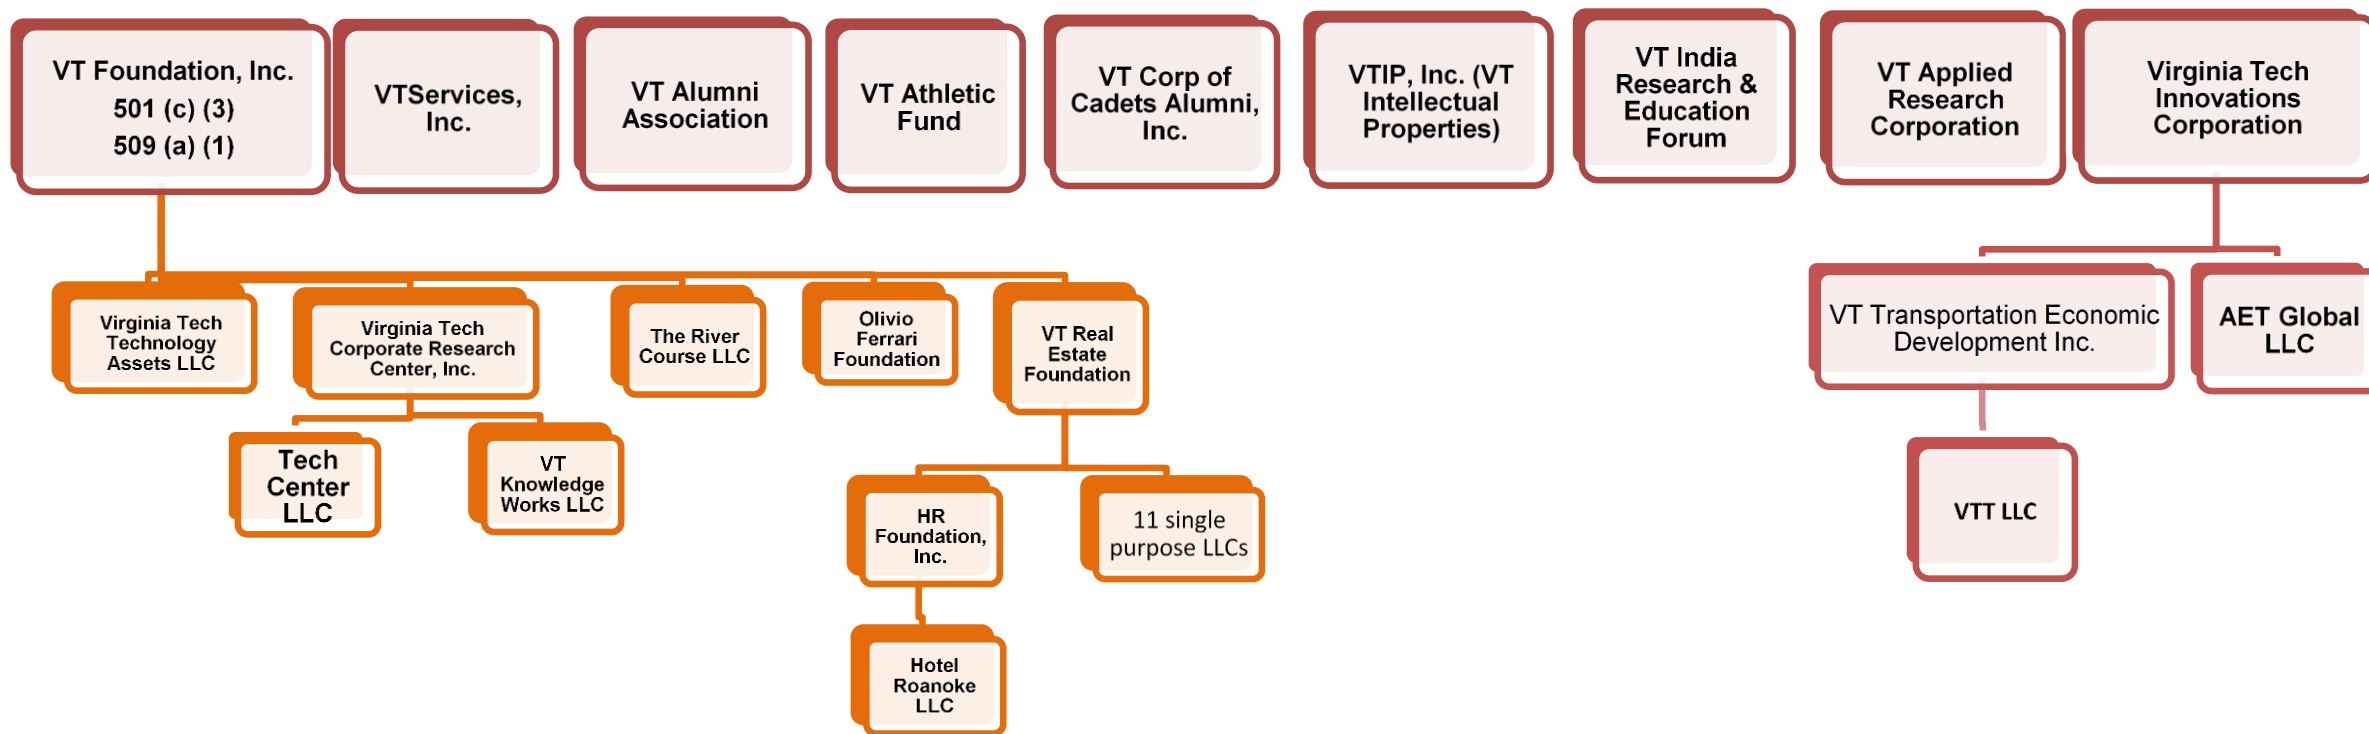 VT Foundation, Inc.
501 (c) (3)
509 (a) (1)
VTServices,
Inc.
VT Alumni
Association
VT Athletic
Fund
VT Corp of
Cadets Alumni,
Inc.
VTIP, Inc. (VT
Intellectual
Properties)
VT India
Research &
Education
Forum
VT Applied
Research
Corporation
Virginia Tech
Innovations
Corporation
Virginia Tech
Technology
Assets LLC
Virginia Tech
Corporate Research
Center, Inc.
The River
Course LLC
Olivio
Ferrari
Foundation
VT Real
Estate
Foundation
VT Transportation Economic
Development Inc.
AET Global
LLC
Tech
Center
LLC
VT
Knowledge
Works LLC
HR
Foundation,
Inc.
11 single
purpose LLCs
VTT LLC
Hotel
Roanoke
LLC